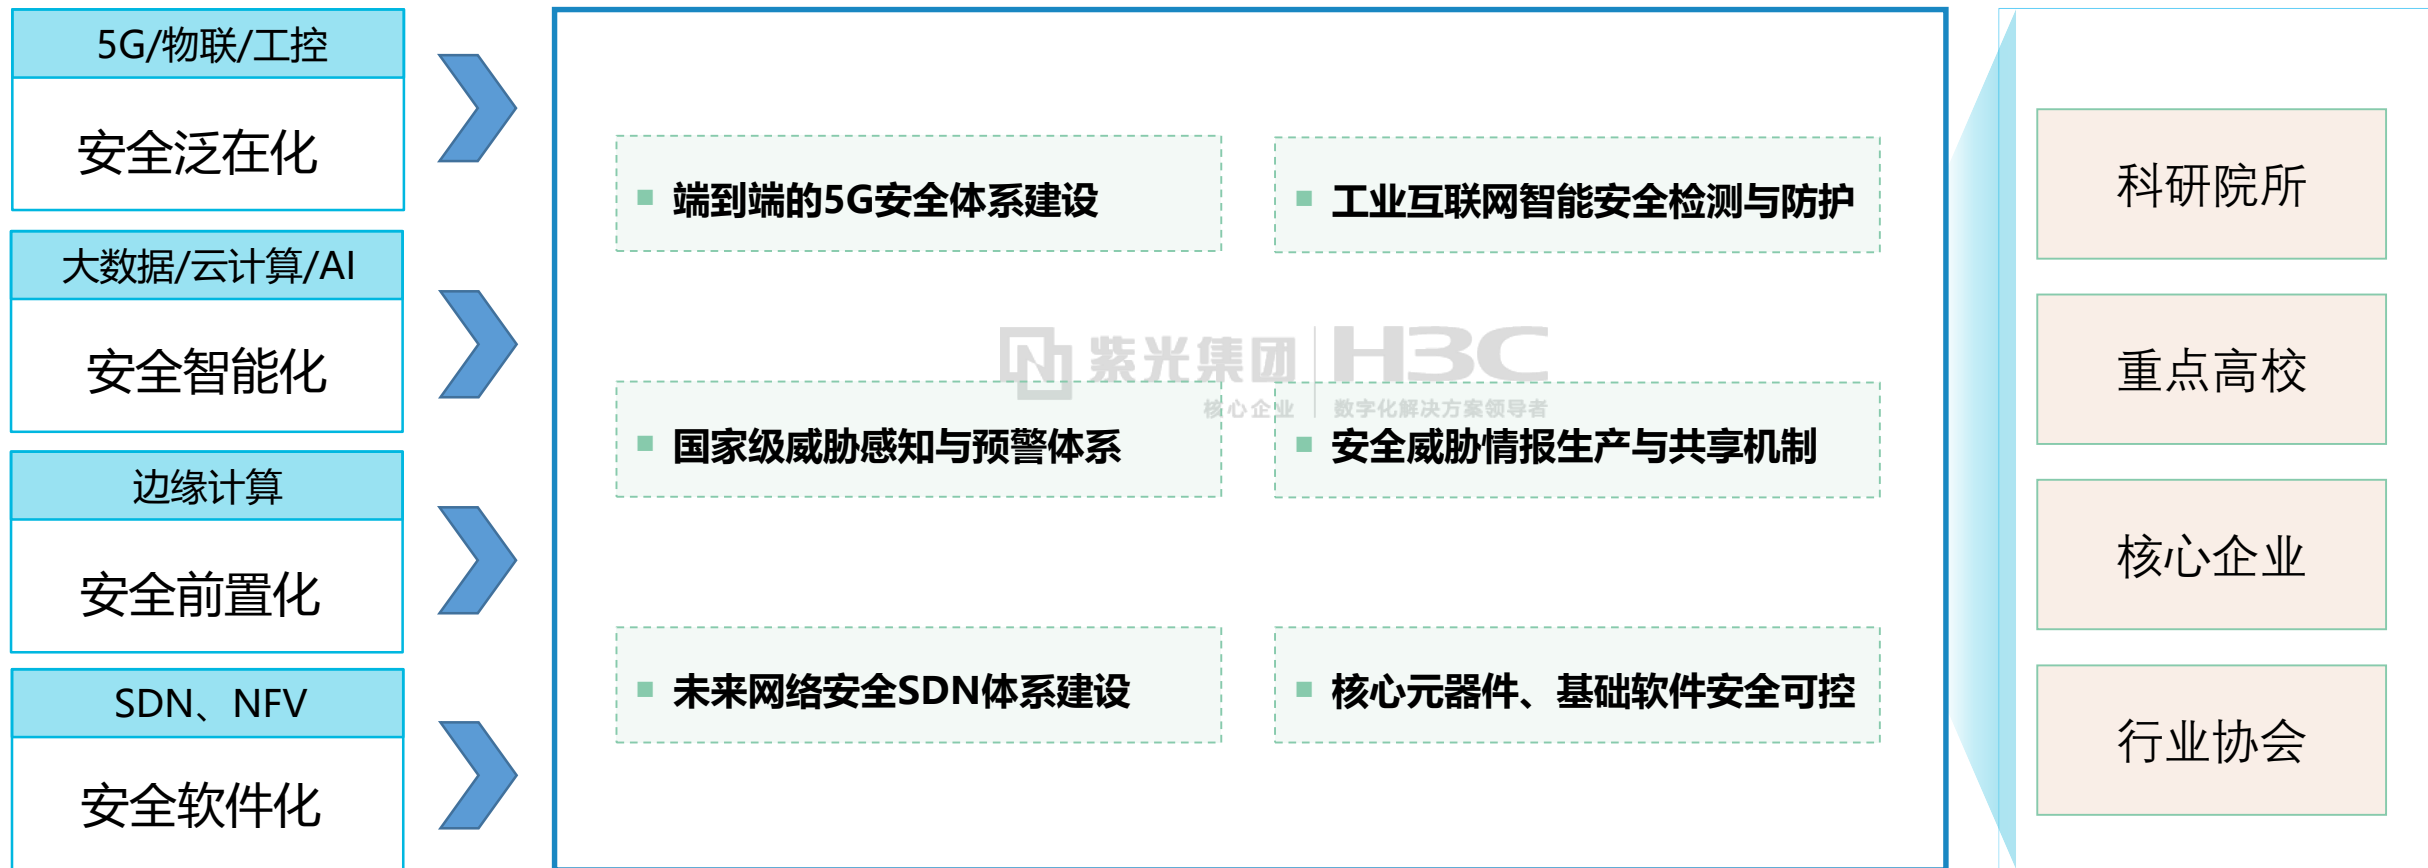 5G/物联/工控
安全泛在化
大数据/云计算/AI
安全智能化
边缘计算
安全前置化
SDN、NFV
安全软件化
端到端的5G安全体系建设
工业互联网智能安全检测与防护
紫光集团
H3C
核心企业
数字化解决方案领导者
国家级威胁感知与预警体系
安全威胁情报生产与共享机制
未来网络安全SDN体系建设
核心元器件、基础软件安全可控
科研院所
重点高校
核心企业
行业协会